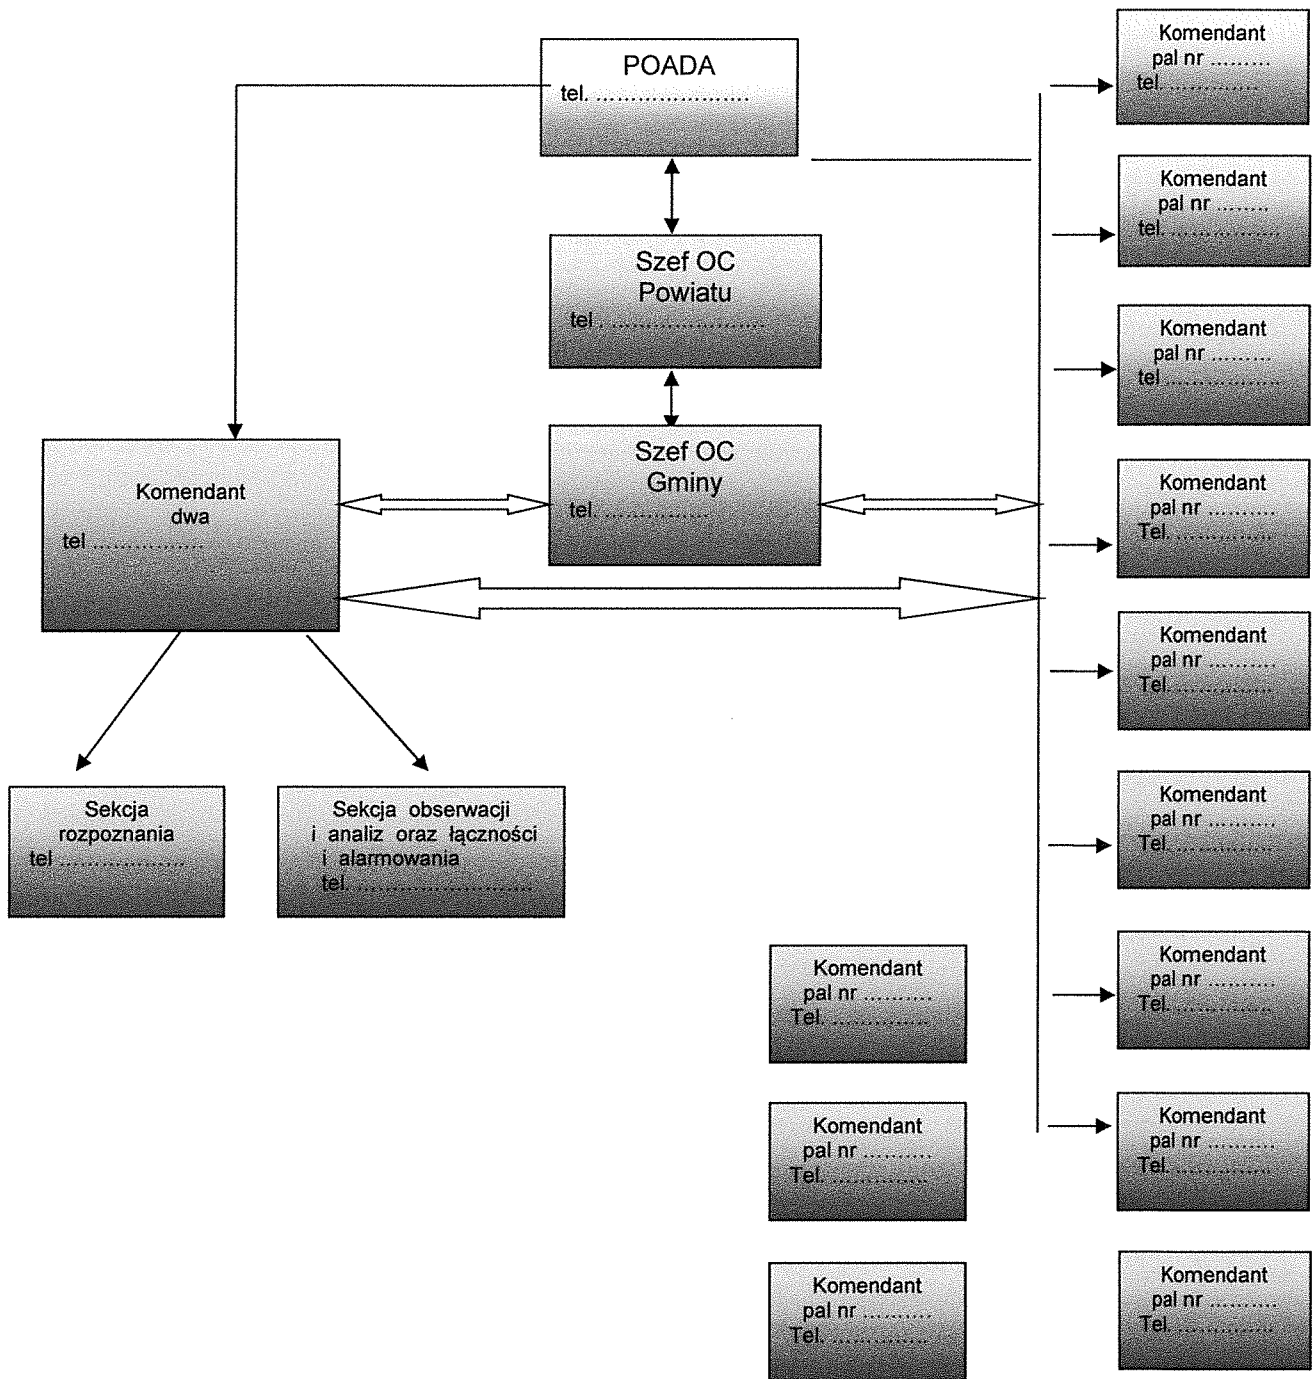 POADA
tel. ......................
Szef OC
Powiatu
tel . ........................
Szef OC
Gminy
tel. .................
Komendant
dwa
tel ................
Sekcja
rozpoznania
tel ..................
Sekcja obserwacji
i analiz oraz łączności
i alarmowania
tel. .........................
Komendant
pal nr .........
tel. .............
Komendant
pal nr ........
tel. ................
Komendant
pal nr .........
tel .................
Komendant
pal nr ..........
Tel. ..............
Komendant
pal nr ..........
Tel. ..............
Komendant
pal nr ..........
Tel. ..............
Komendant
pal nr ..........
Tel. ..............
Komendant
pal nr ..........
Tel. ..............
Komendant
pal nr ..........
Tel. ..............
Komendant
pal nr ..........
Tel. ..............
Komendant
pal nr ..........
Tel. ..............
Komendant
pal nr ..........
Tel. ..............